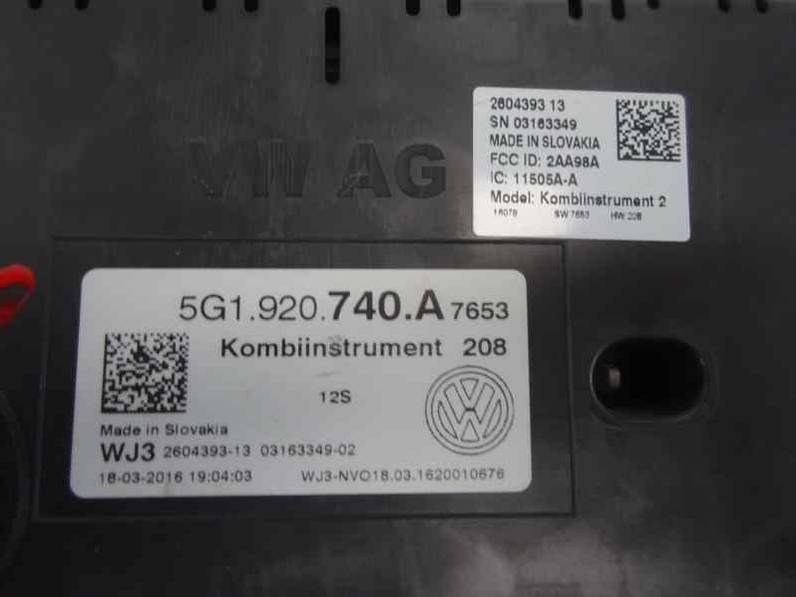 VW AG
2604393 13
SN 03163349
MADE IN SLOVAKIA
FCC ID: 2AA98A
IC: 11505A-A
Model: Kombiinstrument 2
16078 SW 7653 HW 208
5G1.920.740.A 7653
Kombiinstrument 208
12S
Made in Slovakia
WJ3 2604393-13 03163349-02
18-03-2016 19:04:03 WJ3-NVO18.03.1620010676